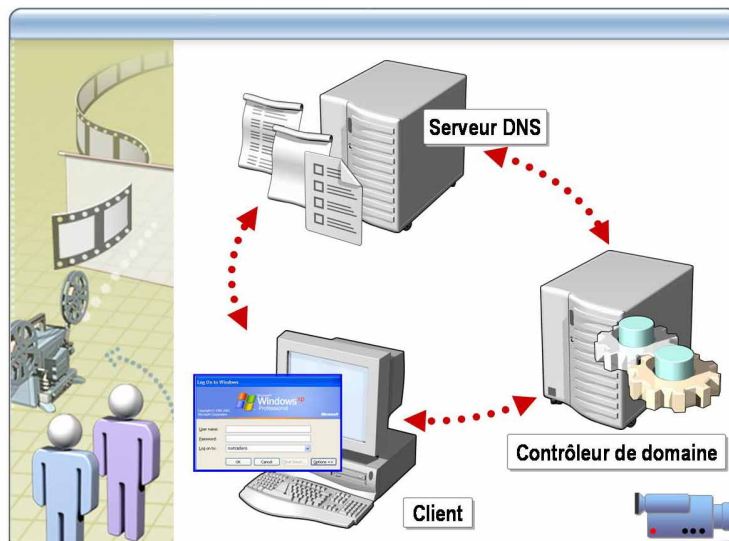 Serveur DNS
Contrôleur de domaine
Client
Log On to Windows
Windows xp
Professional
Microsoft
User name:
Password:
Log on to:
OK
Cancel
Options <<